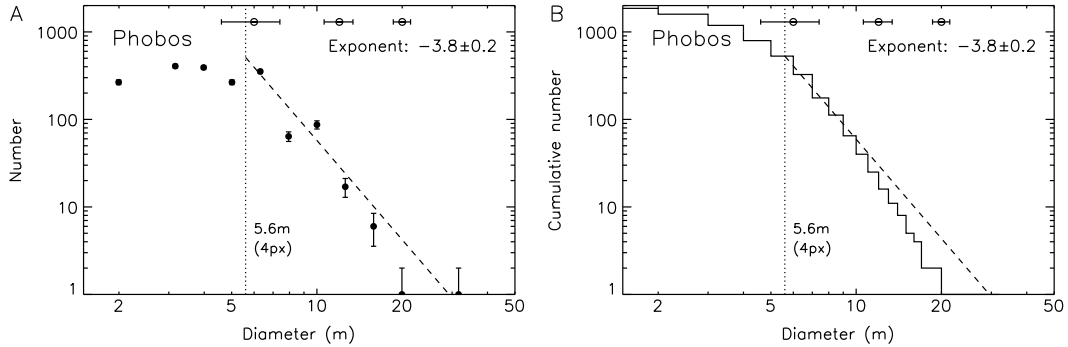 A
Phobos
Exponent: −3.8±0.2
1000
100
10
1
Number
5.6m
(4px)
2
5
10
20
50
Diameter (m)
B
Phobos
Exponent: −3.8±0.2
1000
100
10
1
Cumulative number
5.6m
(4px)
2
5
10
20
50
Diameter (m)